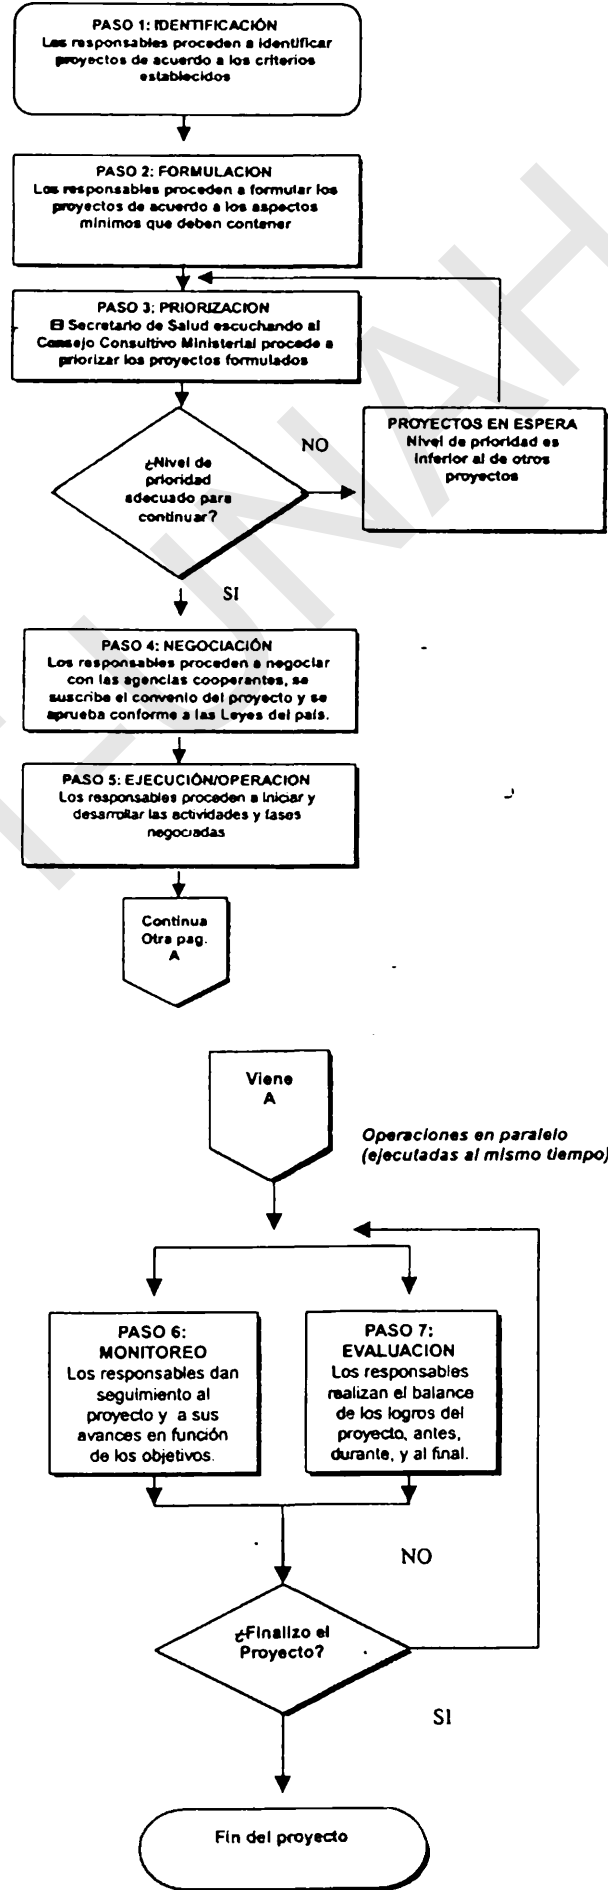 PASO 1: IDENTIFICACIÓN
Los responsables proceden a identificar
proyectos de acuerdo a los criterios
establecidos
PASO 2: FORMULACION
Los responsables proceden a formular los
proyectos de acuerdo a los aspectos
mínimos que deben contener
PASO 3: PRIORIZACION
El Secretario de Salud escuchando al
Consejo Consultivo Ministerial procede a
priorizar los proyectos formulados
¿Nivel de
prioridad
adecuado para
continuar?
NO
PROYECTOS EN ESPERA
Nivel de prioridad es
inferior al de otros
proyectos
SI
PASO 4: NEGOCIACIÓN
Los responsables proceden a negociar
con las agencias cooperantes, se
suscribe el convenio del proyecto y se
aprueba conforme a las Leyes del país.
PASO 5: EJECUCIÓN/OPERACION
Los responsables proceden a iniciar y
desarrollar las actividades y fases
negociadas
Continua
Otra pag.
A
Viene
A
Operaciones en paralelo
(ejecutadas al mismo tiempo)
PASO 6:
MONITOREO
Los responsables dan
seguimiento al
proyecto y a sus
avances en función
de los objetivos.
PASO 7:
EVALUACION
Los responsables
realizan el balance
de los logros del
proyecto, antes,
durante, y al final.
NO
¿Finalizo el
Proyecto?
SI
Fin del proyecto
UNAH